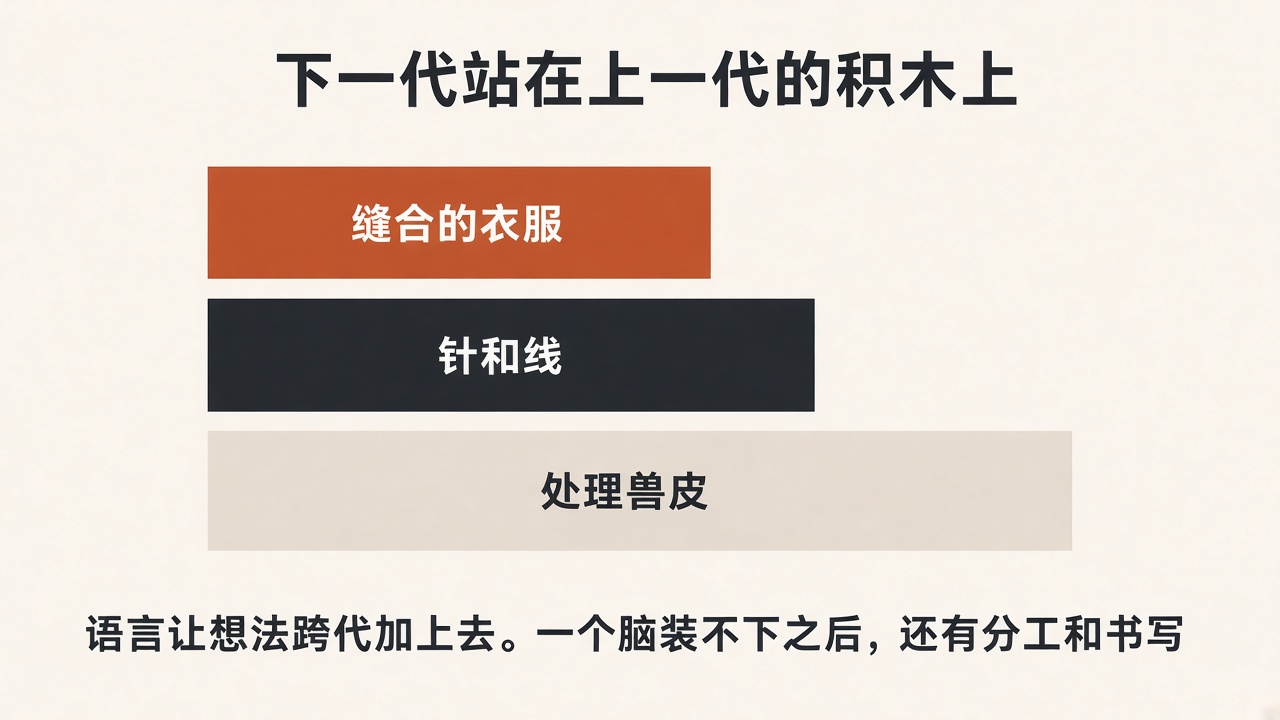 下一代站在上一代的积木上
缝合的衣服
针和线
处理兽皮
语言让想法跨代加上去。一个脑装不下之后，还有分工和书写